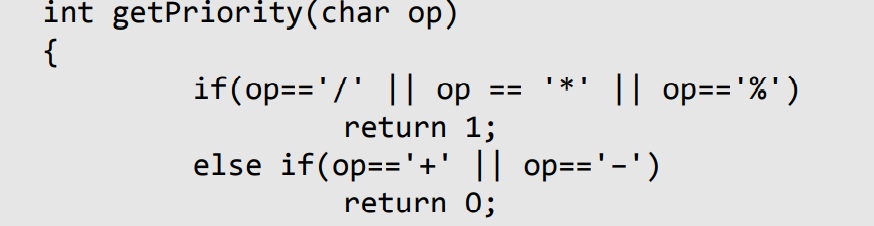 int getPriority(char op)
{
if(op=='/' || op == '*' || op=='%')
return 1;
else if(op=='+' || op=='-')
return 0;